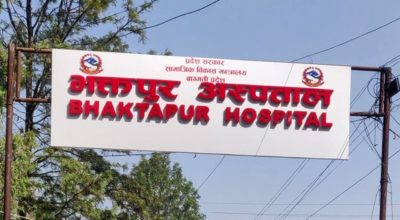 प्रदेश सरकार
सामाजिक विकास मन्त्रालय
बागमती प्रदेश
भक्तपुर अस्पताल
BHAKTAPUR HOSPITAL